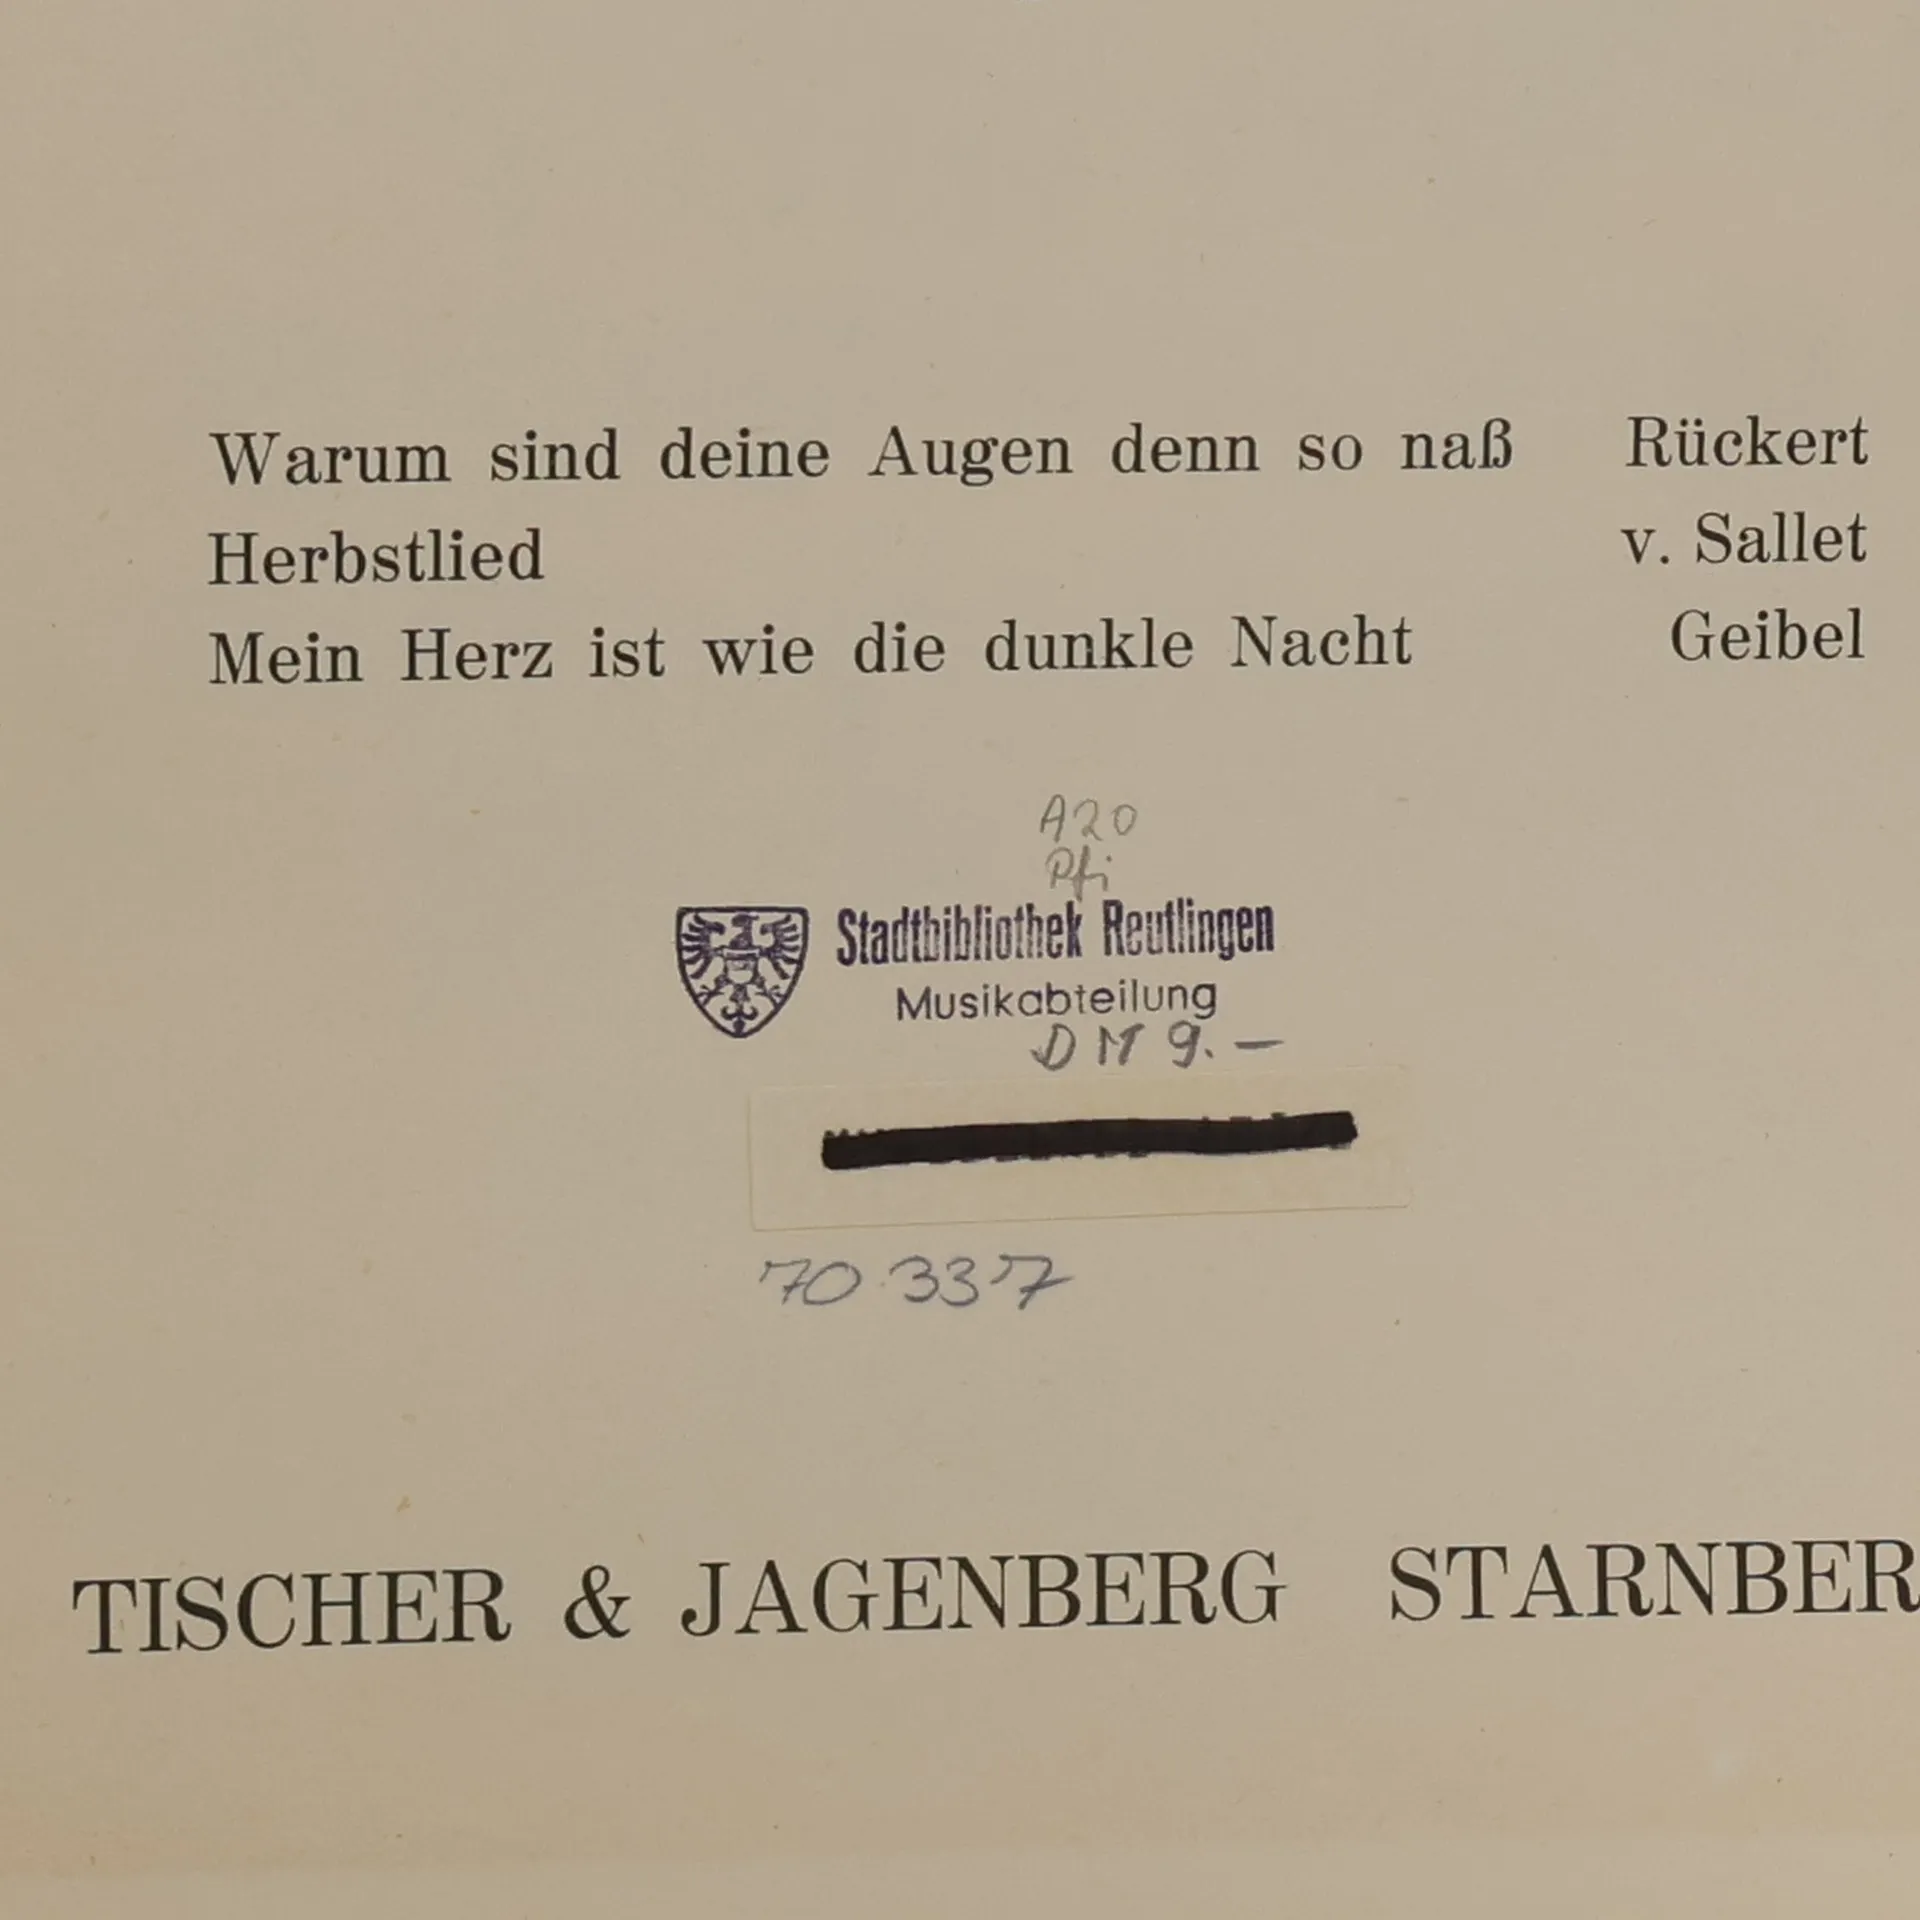 Warum sind deine Augen denn so naß Rückert
Herbstlied v. Sallet
Mein Herz ist wie die dunkle Nacht Geibel
A20
Pfi
Stadtbibliothek Reutlingen
Musikabteilung
DM 9.—
70.337
TISCHER & JAGENBERG STARNBER